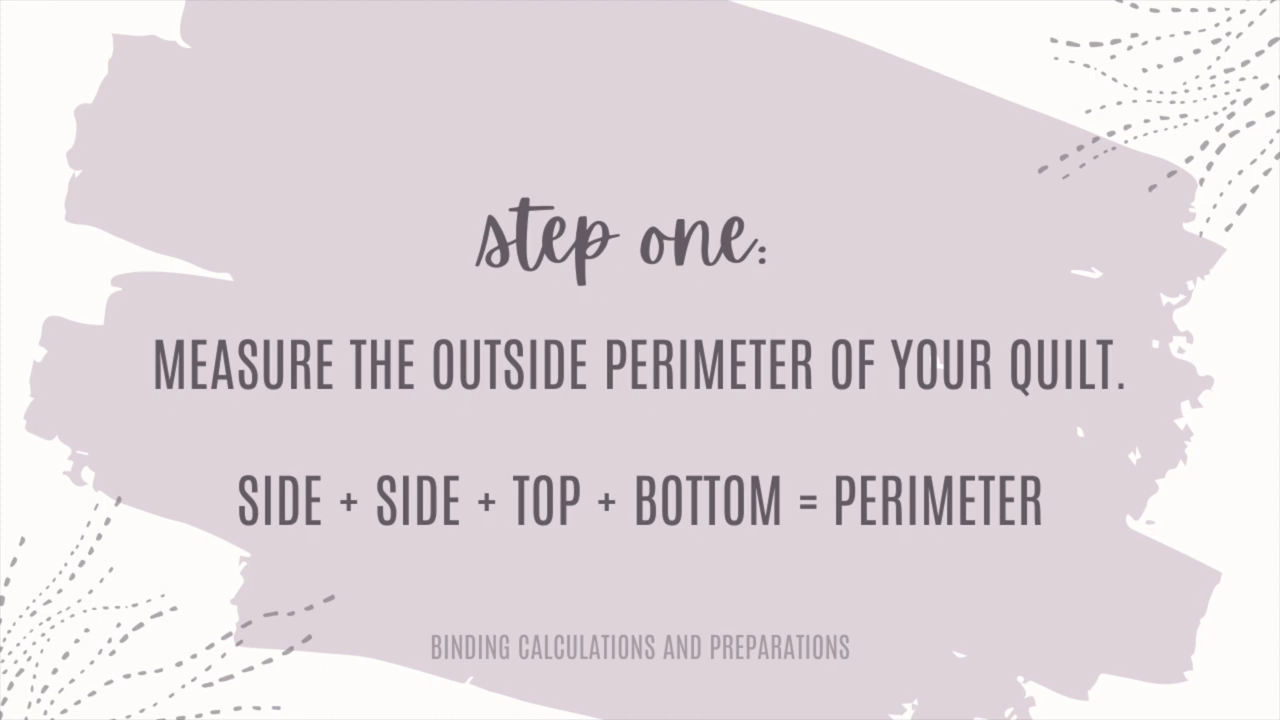 step one:
MEASURE THE OUTSIDE PERIMETER OF YOUR QUILT.
SIDE + SIDE + TOP + BOTTOM = PERIMETER
BINDING CALCULATIONS AND PREPARATIONS